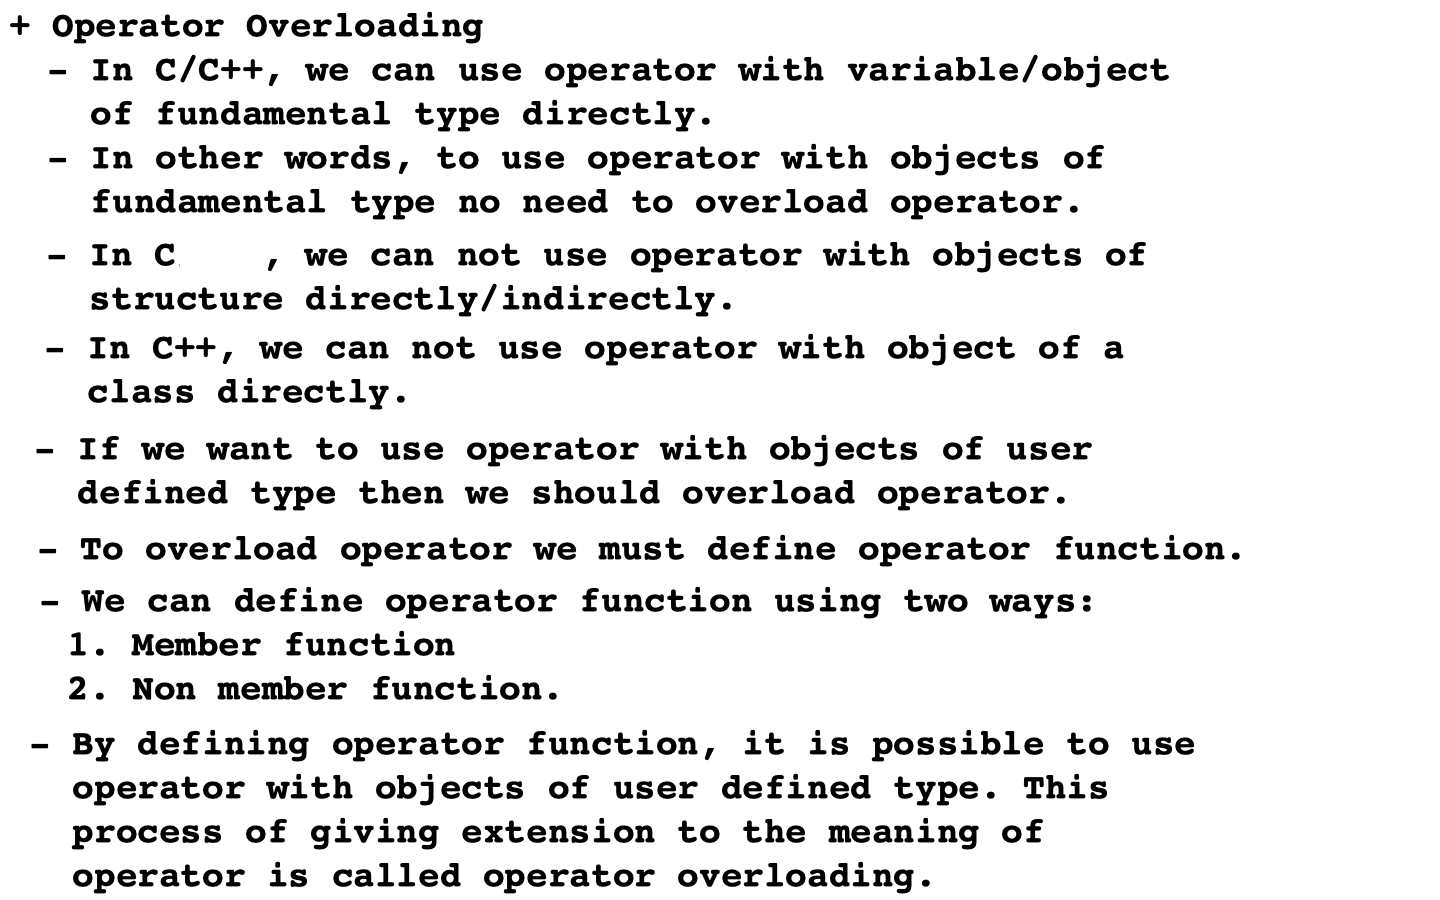 + Operator Overloading
- In C/C++, we can use operator with variable/object
of fundamental type directly.
- In other words, to use operator with objects of
fundamental type no need to overload operator.
- In C , we can not use operator with objects of
structure directly/indirectly.
- In C++, we can not use operator with object of a
class directly.
- If we want to use operator with objects of user
defined type then we should overload operator.
- To overload operator we must define operator function.
- We can define operator function using two ways:
1. Member function
2. Non member function.
- By defining operator function, it is possible to use
operator with objects of user defined type. This
process of giving extension to the meaning of
operator is called operator overloading.